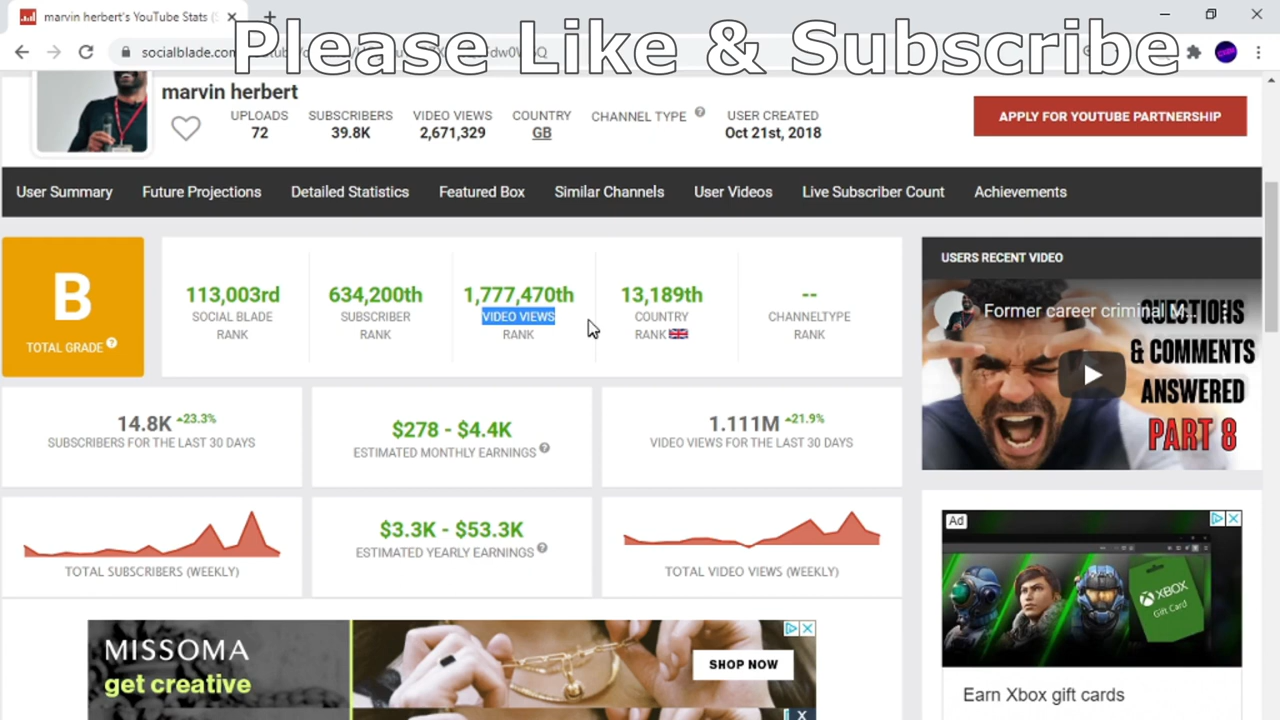 marvin herbert's YouTube Stats (S
Please Like & Subscribe
socialblade.com
marvin herbert
UPLOADS
72
SUBSCRIBERS
39.8K
VIDEO VIEWS
2,671,329
COUNTRY
GB
CHANNEL TYPE
USER CREATED
Oct 21st, 2018
APPLY FOR YOUTUBE PARTNERSHIP
User Summary
Future Projections
Detailed Statistics
Featured Box
Similar Channels
User Videos
Live Subscriber Count
Achievements
B
TOTAL GRADE
113,003rd
SOCIAL BLADE
RANK
634,200th
SUBSCRIBER
RANK
1,777,470th
VIDEO VIEWS
RANK
13,189th
COUNTRY
RANK
--
CHANNELTYPE
RANK
USERS RECENT VIDEO
Former career criminal M...
QUESTIONS
& COMMENTS
ANSWERED
PART 8
14.8K 23.3%
SUBSCRIBERS FOR THE LAST 30 DAYS
$278 - $4.4K
ESTIMATED MONTHLY EARNINGS
1.111M 21.9%
VIDEO VIEWS FOR THE LAST 30 DAYS
TOTAL SUBSCRIBERS (WEEKLY)
$3.3K - $53.3K
ESTIMATED YEARLY EARNINGS
TOTAL VIDEO VIEWS (WEEKLY)
MISSOMA
get creative
SHOP NOW
Ad
XBOX
Gift Card
Earn Xbox gift cards